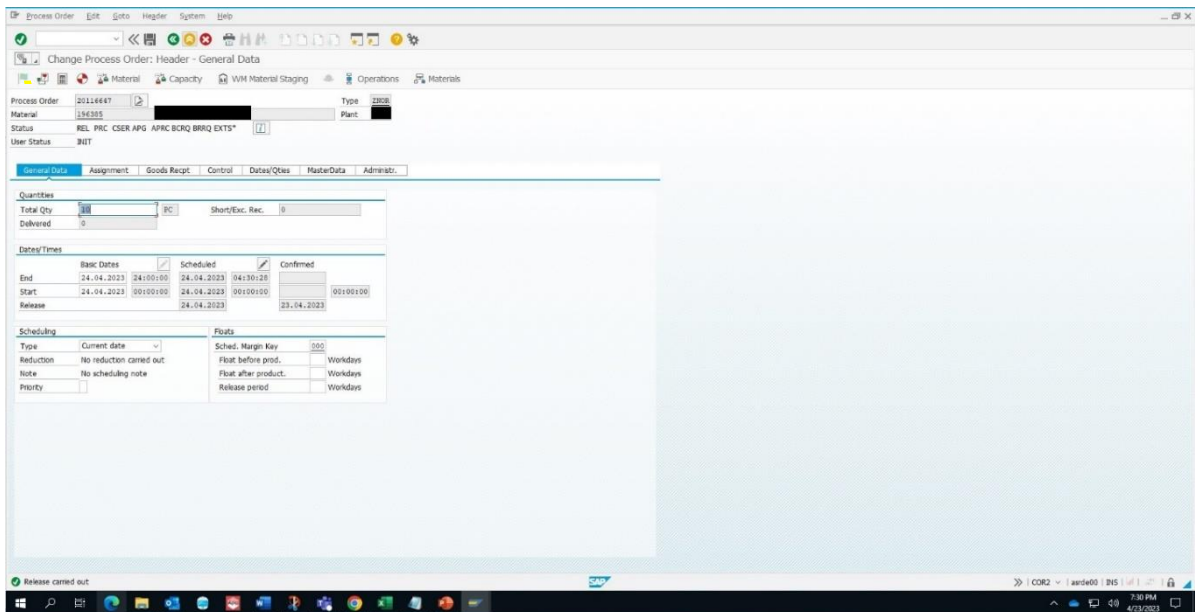 Process Order Edit Goto Header System Help
Change Process Order: Header - General Data
Material Capacity WM Material Staging Operations Materials
Process Order 20116647 Type
Material 196385 Plant
Status REL PRC CSER APG APRC BCRQ BRRQ EXTS*
User Status INIT
General Data Assignment Goods Recpt Control Dates/Qties MasterData Administr.
Quantities
Total Qty 10 PC Short/Exc. Rec. 0
Delivered 0
Dates/Times
Basic Dates Scheduled Confirmed
End 24.04.2023 24:00:00 24.04.2023 04:30:28
Start 24.04.2023 00:00:00 24.04.2023 00:00:00 00:00:00
Release 24.04.2023 23.04.2023
Scheduling Floats
Type Current date Sched. Margin Key 000
Reduction No reduction carried out Float before prod. Workdays
Note No scheduling note Float after product. Workdays
Priority Release period Workdays
Release carried out SAP COR2 INS
7:30 PM
4/23/2023